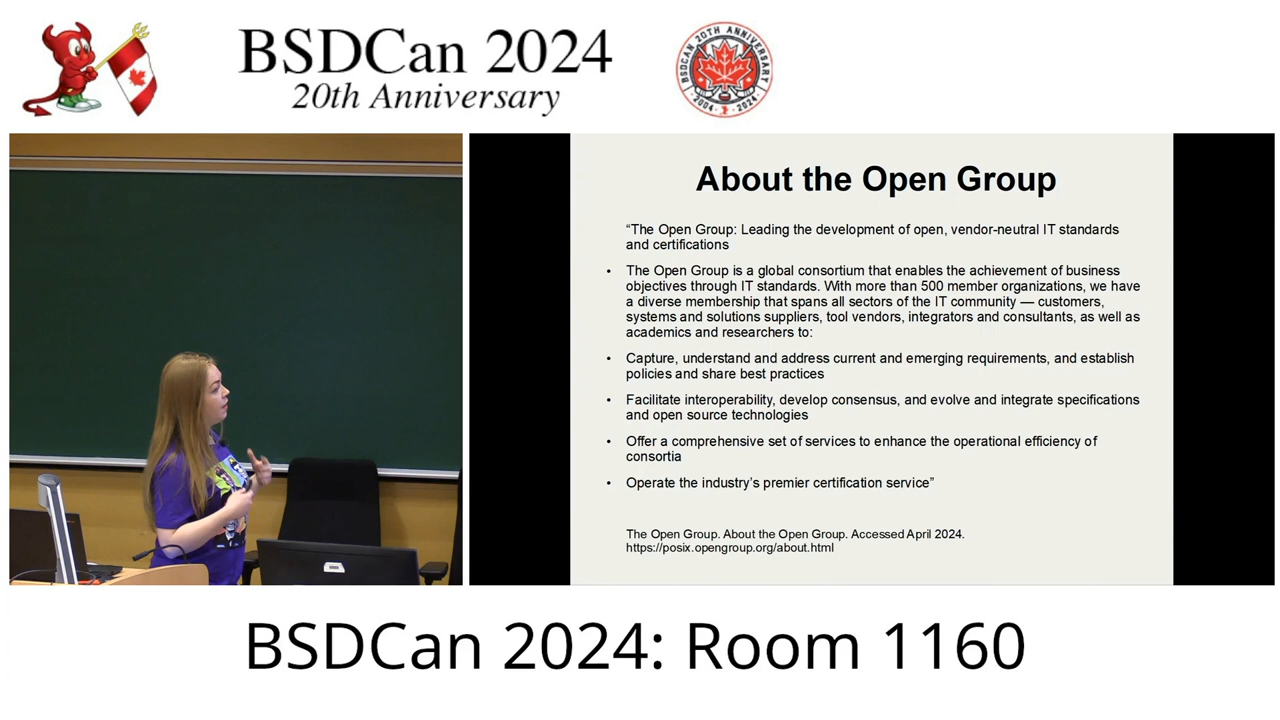 BSDCan 2024
20th Anniversary
BSDCAN 20TH ANNIVERSARY
2004 2024
About the Open Group
“The Open Group: Leading the development of open, vendor-neutral IT standards
and certifications
• The Open Group is a global consortium that enables the achievement of business
objectives through IT standards. With more than 500 member organizations, we have
a diverse membership that spans all sectors of the IT community — customers,
systems and solutions suppliers, tool vendors, integrators and consultants, as well as
academics and researchers to:
• Capture, understand and address current and emerging requirements, and establish
policies and share best practices
• Facilitate interoperability, develop consensus, and evolve and integrate specifications
and open source technologies
• Offer a comprehensive set of services to enhance the operational efficiency of
consortia
• Operate the industry’s premier certification service”
The Open Group. About the Open Group. Accessed April 2024.
https://posix.opengroup.org/about.html
BSDCan 2024: Room 1160